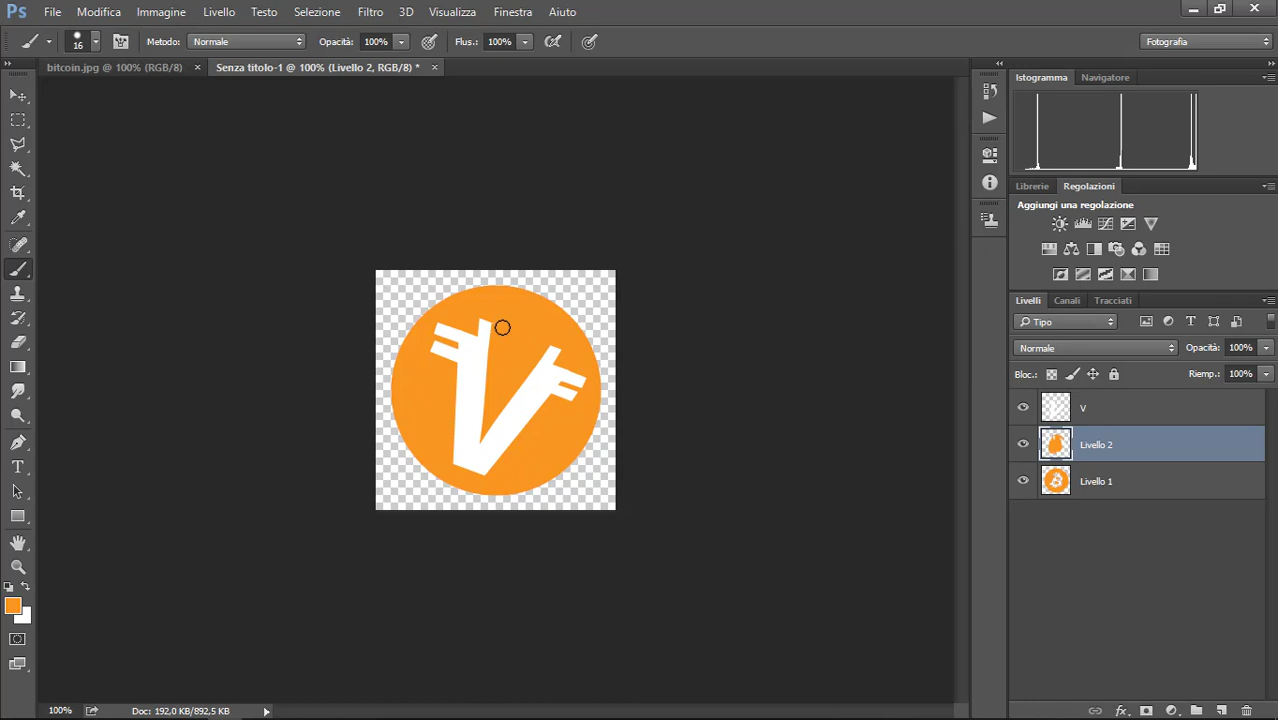 Ps File Modifica Immagine Livello Testo Selezione Filtro 3D Visualizza Finestra Aiuto
16 Metodo: Normale Opacità: 100% Flus.: 100% Fotografia
bitcoin.jpg @ 100% (RGB/8) × Senza titolo-1 @ 100% (Livello 2, RGB/8) * ×
Istogramma Navigatore
Librerie Regolazioni
Aggiungi una regolazione
Livelli Canali Tracciati
Tipo
Normale Opacità: 100%
Bloc.: Riemp.: 100%
V
Livello 2
Livello 1
V
100% Doc: 192,0 KB/892,5 KB